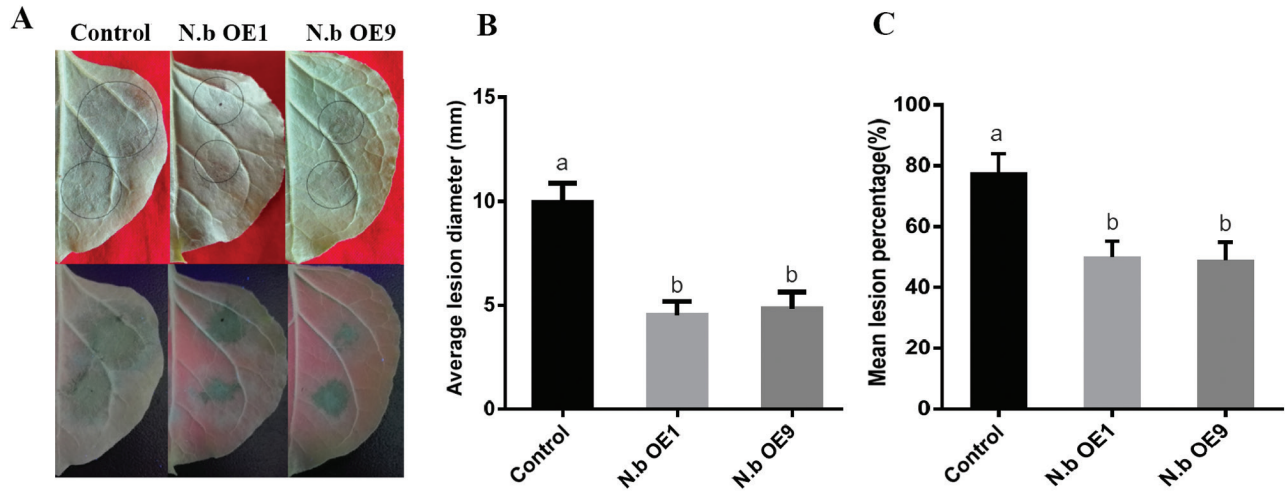 A
Control N.b OE1 N.b OE9
B
Average lesion diameter (mm)
15
10
5
0
a
b
b
Control
N.b OE1
N.b OE9
C
Mean lesion percentage(%)
100
80
60
40
20
0
a
b
b
Control
N.b OE1
N.b OE9